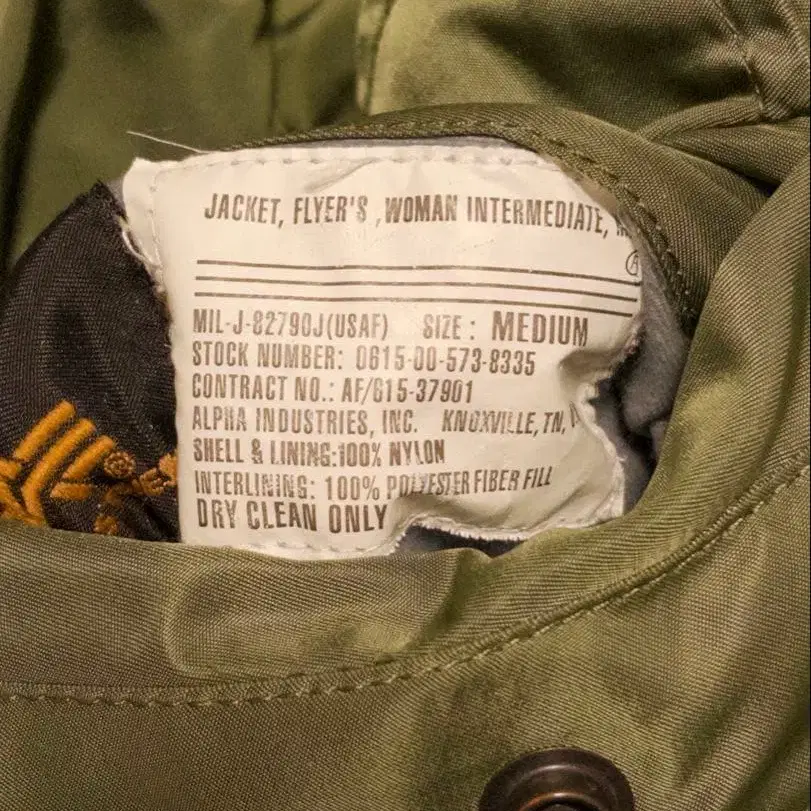 JACKET, FLYER'S ,WOMAN INTERMEDIATE,
MIL-J-82790J(USAF) SIZE: MEDIUM
STOCK NUMBER: 0615-00-573-8335
CONTRACT NO.: AF/615-37901
ALPHA INDUSTRIES, INC. KNOXVILLE, TN,
SHELL & LINING:100% NYLON
INTERLINING: 100% POLYESTER FIBER FILL
DRY CLEAN ONLY